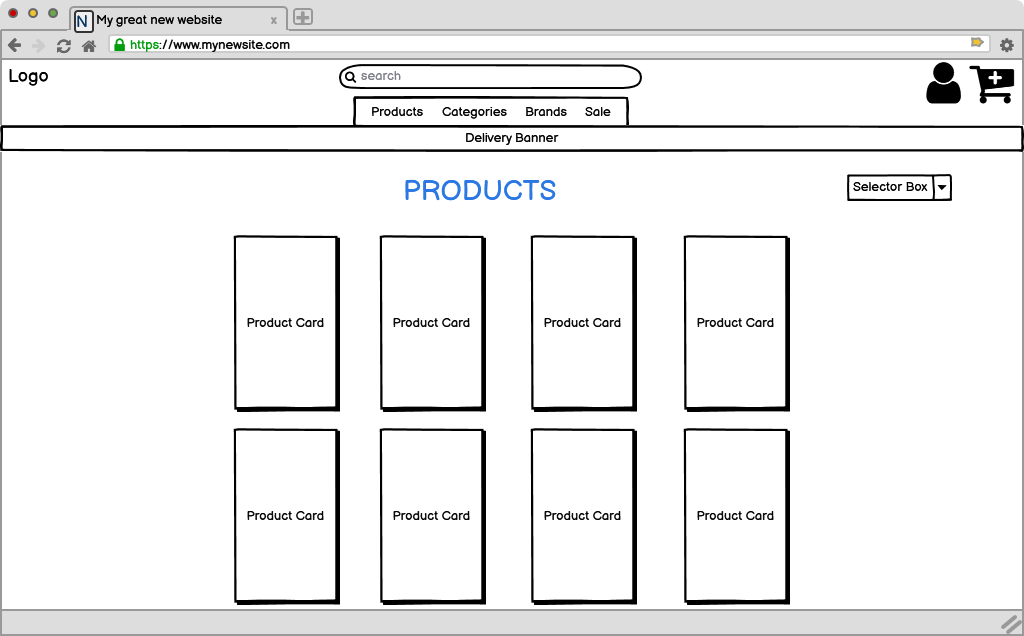 N My great new website x
https://www.mynewsite.com
Logo
search
Products Categories Brands Sale
Delivery Banner
PRODUCTS
Selector Box
Product Card Product Card Product Card Product Card
Product Card Product Card Product Card Product Card